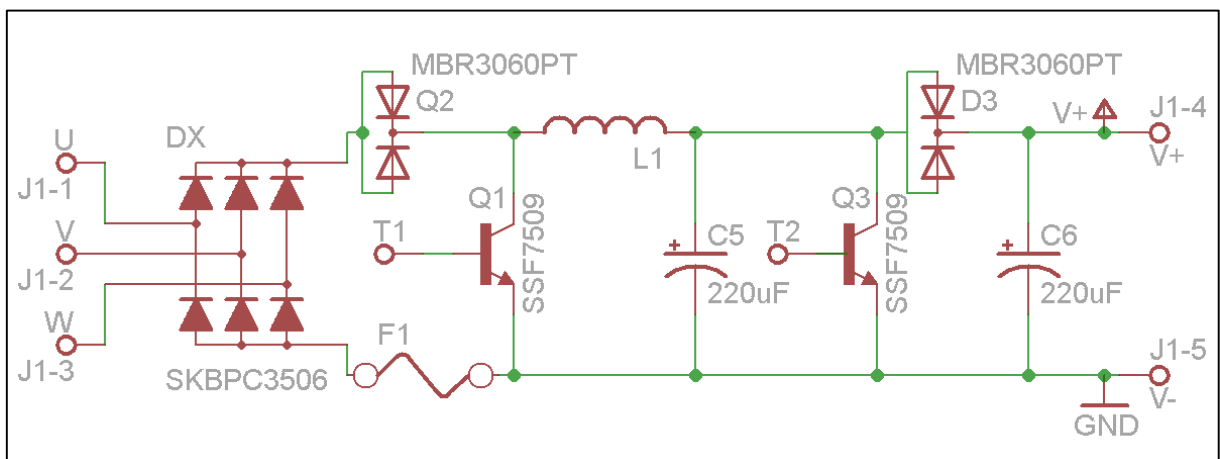 MBR3060PT
Q2
MBR3060PT
D3
V+
J1-4
V+
U
J1-1
DX
L1
Q1
SSF7509
Q3
SSF7509
V
J1-2
T1
C5
220uF
T2
C6
220uF
W
J1-3
F1
SKBPC3506
J1-5
V-
GND